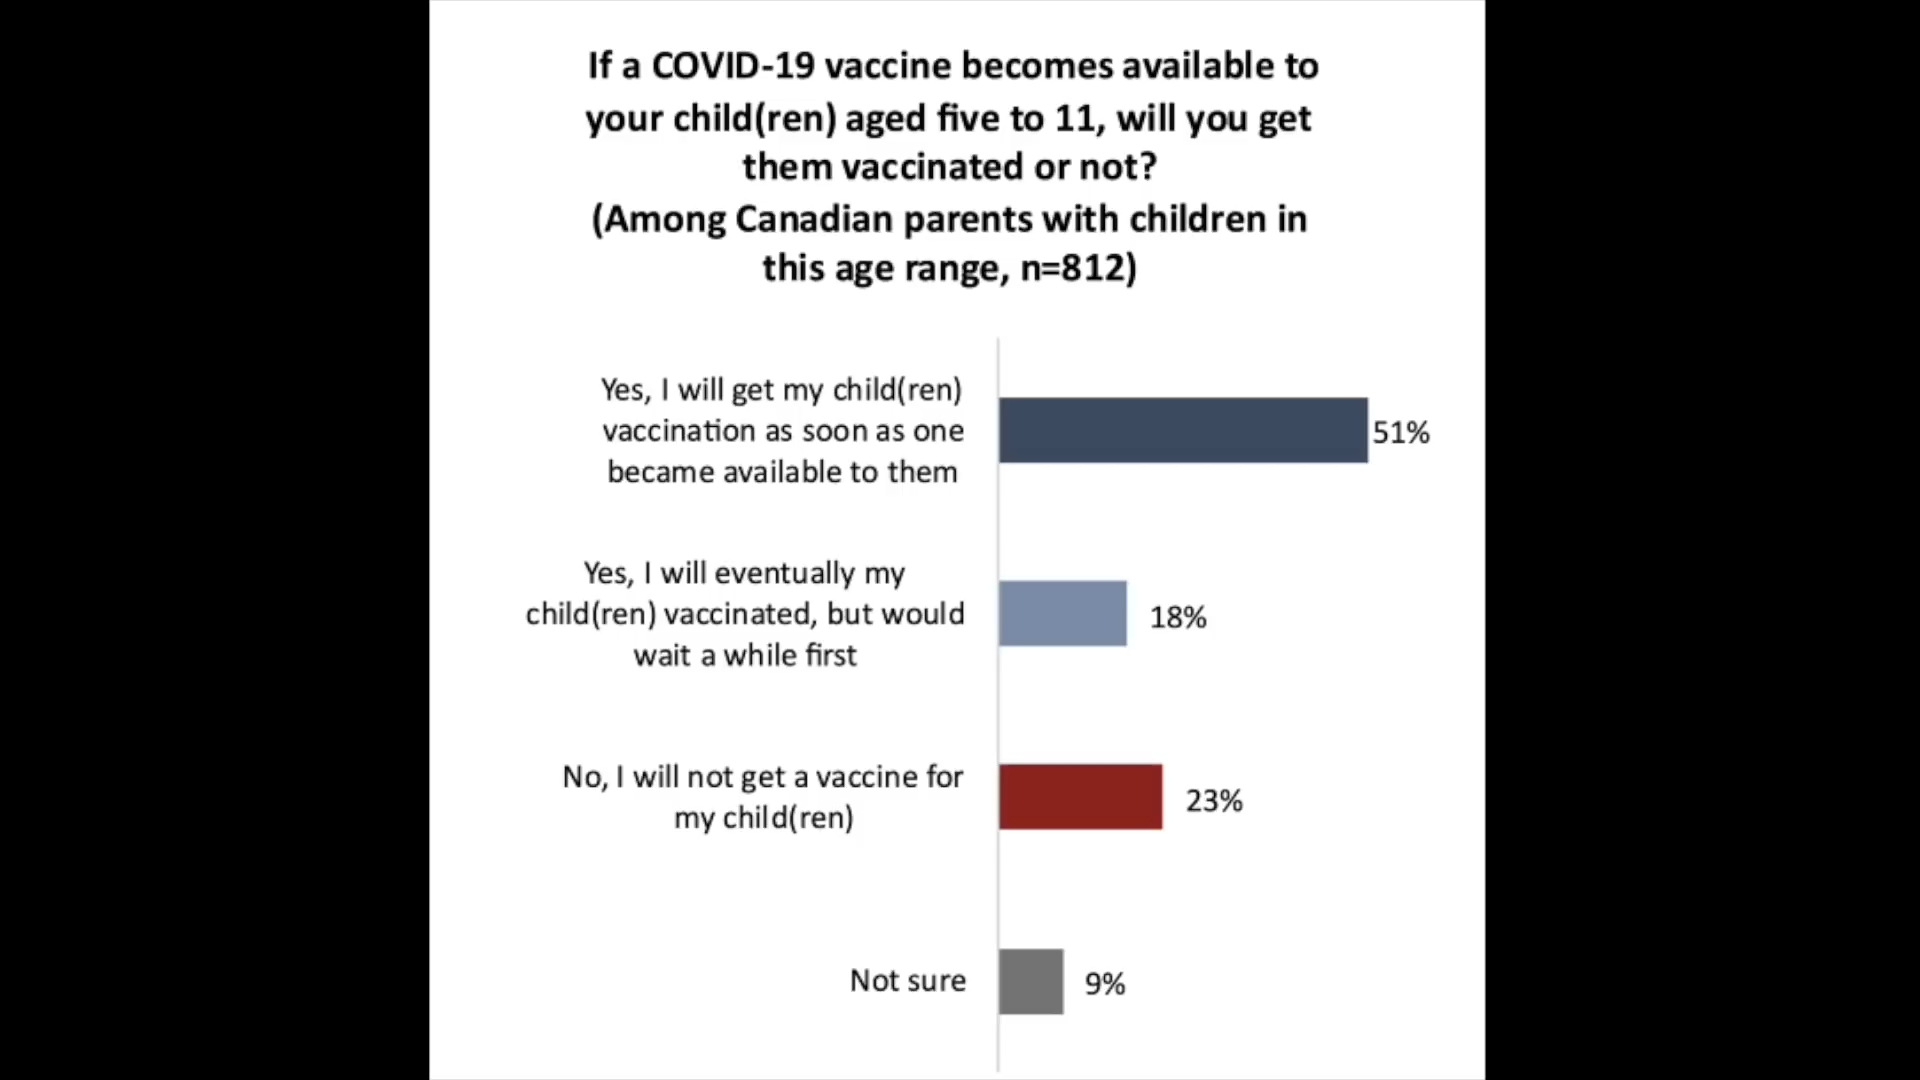 If a COVID-19 vaccine becomes available to
your child(ren) aged five to 11, will you get
them vaccinated or not?
(Among Canadian parents with children in
this age range, n=812)
Yes, I will get my child(ren)
vaccination as soon as one
became available to them
51%
Yes, I will eventually my
child(ren) vaccinated, but would
wait a while first
18%
No, I will not get a vaccine for
my child(ren)
23%
Not sure
9%